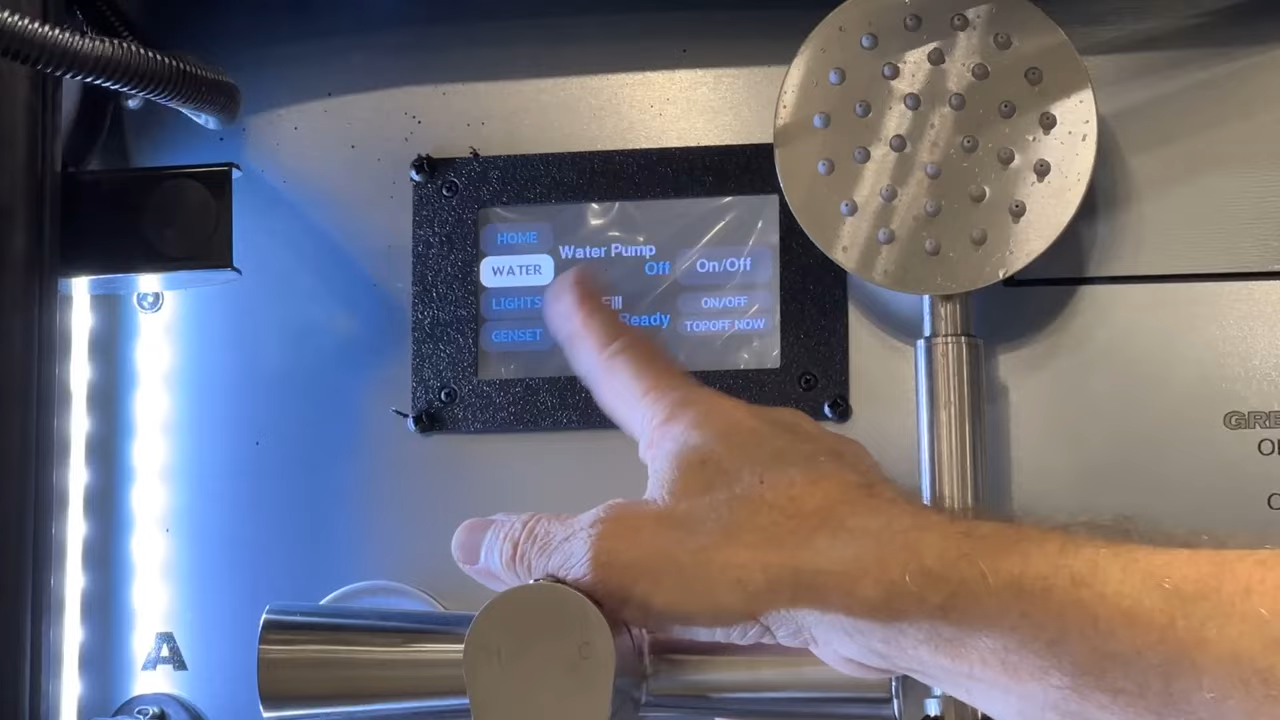 HOME
WATER
LIGHTS
GENSET
Water Pump
Off
On/Off
Fill
Ready
ON/OFF
TOPOFF NOW
A
C